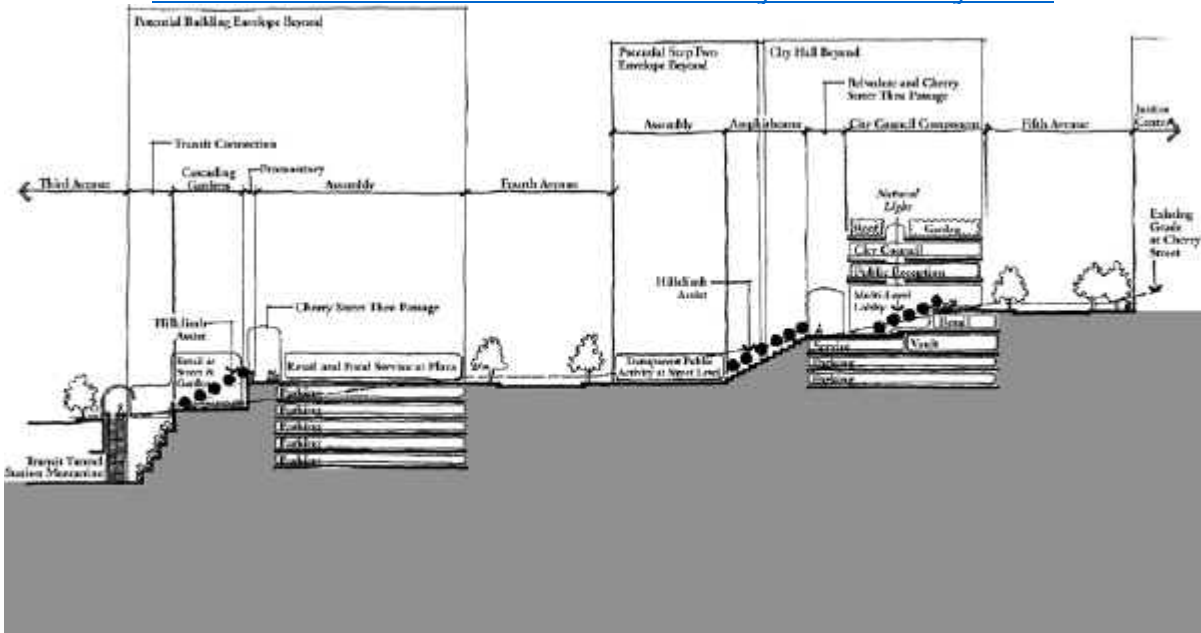 Potential Building Envelope Beyond
Potential Step Two
Envelope Beyond
City Hall Beyond
Belvedere and Cherry
Street Thru Passage
Assembly
Amphitheater
City Council Component
Fifth Avenue
Justice
Center
Transit Connection
Cascading
Gardens
Promontory
Third Avenue
Assembly
Fourth Avenue
Natural
Light
Existing
Grade
at Cherry
Street
Roof
Garden
City Council
Public Reception
Hillclimb
Assist
Multi-Level
Lobby
Retail
Cherry Street Thru Passage
Hillclimb
Assist
Retail at
Street &
Gardens
Retail and Food Service at Plaza
Transparent Public
Activity at Street Level
Service
Vault
Parking
Parking
Parking
Parking
Parking
Parking
Parking
Transit Tunnel
Station Mezzanine